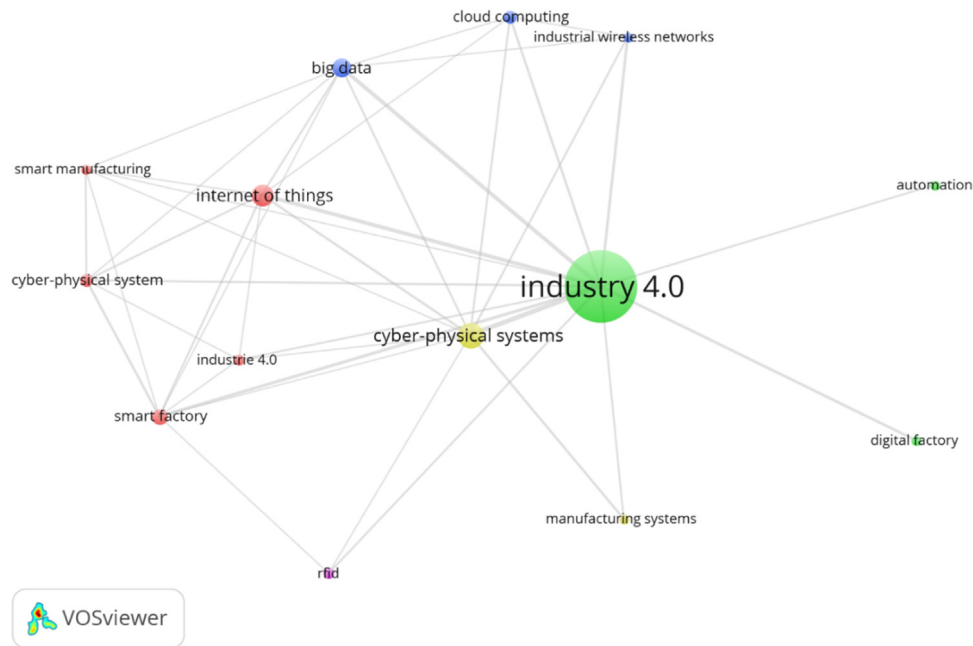 cloud computing
industrial wireless networks
big data
smart manufacturing
internet of things
automation
cyber-physical system
industry 4.0
cyber-physical systems
industrie 4.0
smart factory
digital factory
manufacturing systems
rfid
VOSviewer